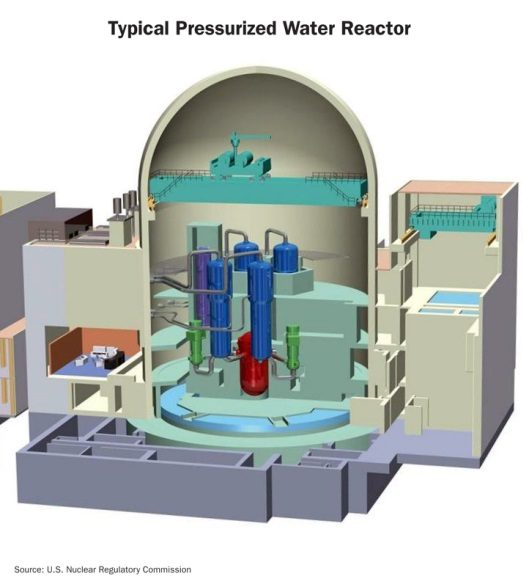 Typical Pressurized Water Reactor
Source: U.S. Nuclear Regulatory Commission